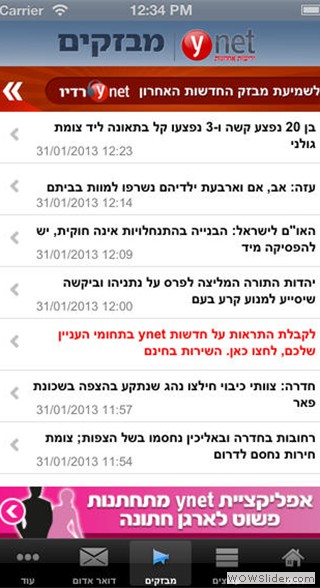 Carrier 12:34 PM
ynet מבזקים
ידיעות אחרונות
לשמיעת מבזק החדשות האחרון ynet רדיו
בן 20 נפצע קשה ו-3 נפצעו קל בתאונה ליד צומת
גולני
31/01/2013 12:23
עזה: אב, אם וארבעת ילדיהם נשרפו למוות בביתם
31/01/2013 12:14
האו"ם לישראל: הבנייה בהתנחלויות אינה חוקית, יש
להפסיקה מיד
31/01/2013 12:09
יהדות התורה המליצה לפרס על נתניהו וביקשה
שיסייע למנוע קרע בעם
31/01/2013 12:00
לקבלת התראות על חדשות ynet בתחומי העניין
שלכם, לחצו כאן. השירות בחינם
חדרה: צוותי כיבוי חילצו נהג שנתקע בהצפה בשכונת
פאר
31/01/2013 11:57
רחובות בחדרה ובאליכין נחסמו בשל הצפות; צומת
חירות נחסם לדרום
31/01/2013 11:54
אפליקציית ynet מתחתנות
פשוט לארגן חתונה
מבזקים דואר אדום עוד
WOWSlider.com